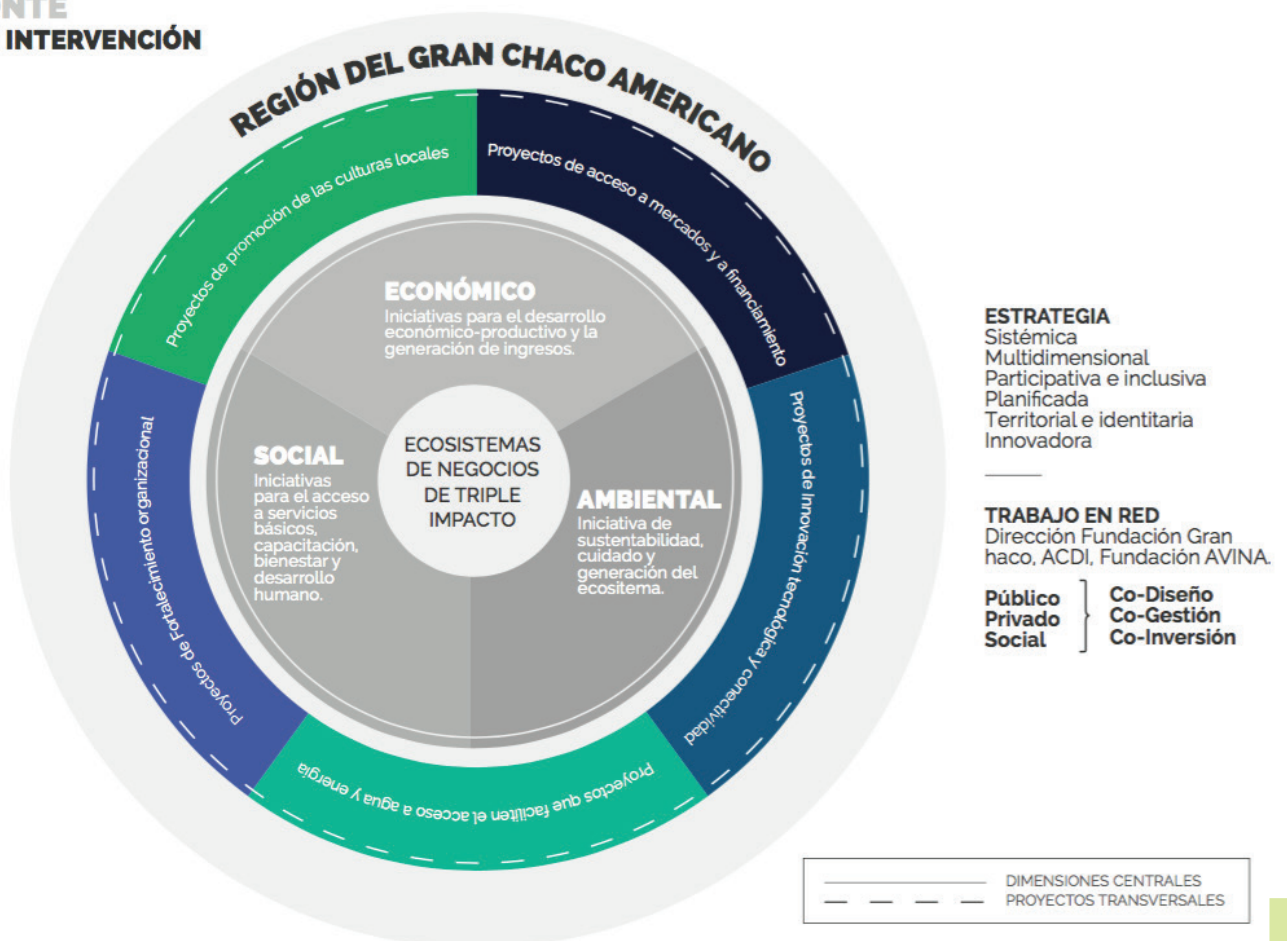 ONTE
INTERVENCIÓN
REGIÓN DEL GRAN CHACO AMERICANO
Proyectos de promoción de las culturas locales
Proyectos de acceso a mercados y a financiamiento
Proyectos de Innovación tecnológica y conectividad
Proyectos que faciliten el acceso a agua y energía
Proyectos de Fortalecimiento organizacional
ECONÓMICO
Iniciativas para el desarrollo
económico-productivo y la
generación de ingresos.
SOCIAL
Iniciativas
para el acceso
a servicios
básicos,
capacitación,
bienestar y
desarrollo
humano.
ECOSISTEMAS
DE NEGOCIOS
DE TRIPLE
IMPACTO
AMBIENTAL
Iniciativa de
sustentabilidad,
cuidado y
generación del
ecositema.
ESTRATEGIA
Sistémica
Multidimensional
Participativa e inclusiva
Planificada
Territorial e identitaria
Innovadora
TRABAJO EN RED
Dirección Fundación Gran
haco, ACDI, Fundación AVINA.
Público
Privado
Social
Co-Diseño
Co-Gestión
Co-Inversión
DIMENSIONES CENTRALES
PROYECTOS TRANSVERSALES